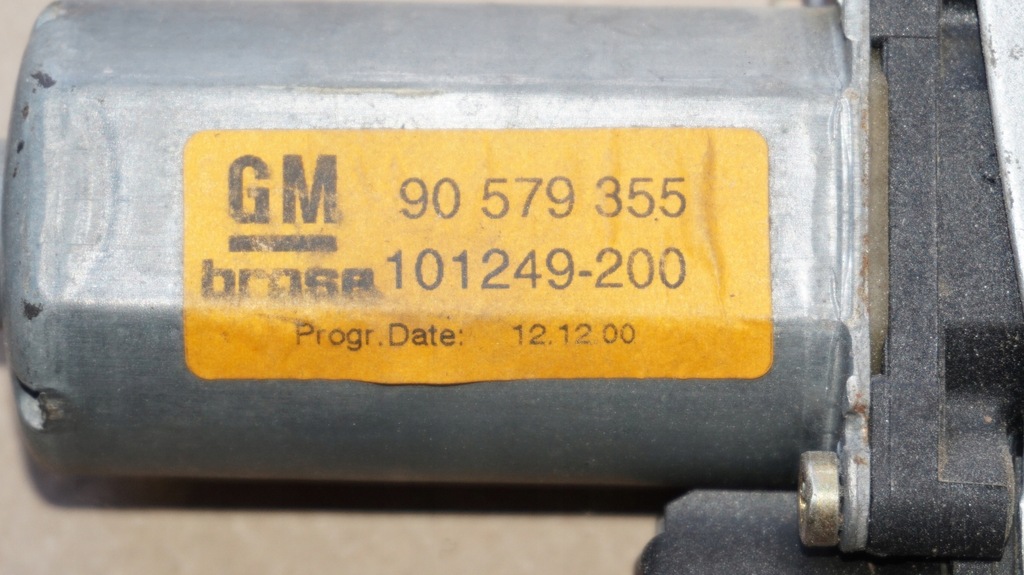 GM 90 579 355
brose 101249-200
Progr.Date: 12.12.00